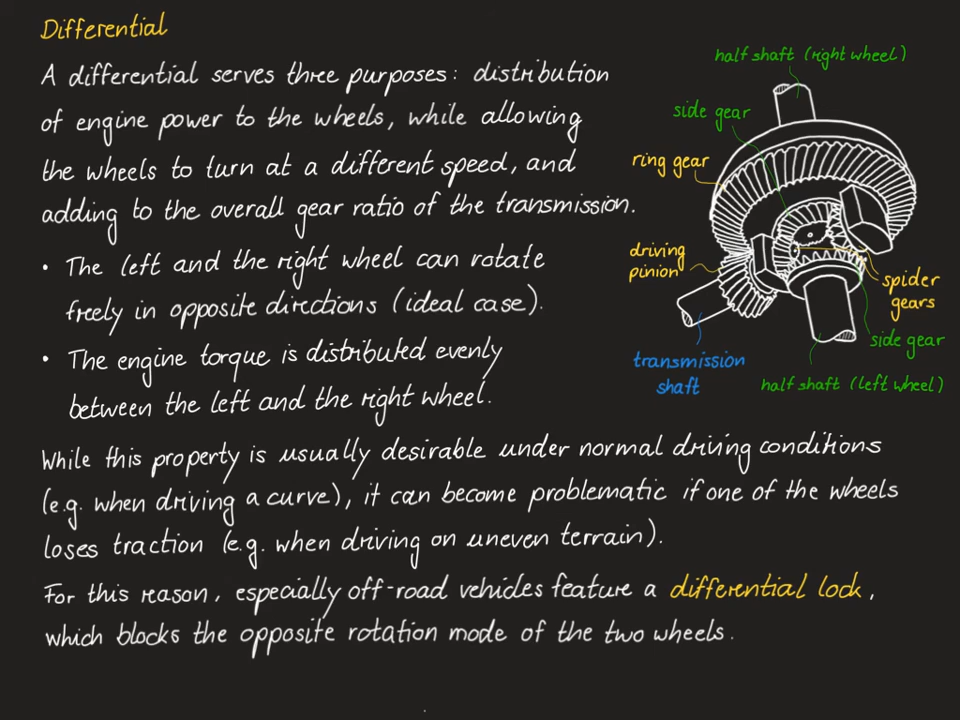 Differential
A differential serves three purposes: distribution
of engine power to the wheels, while allowing
the wheels to turn at a different speed, and
adding to the overall gear ratio of the transmission.
• The left and the right wheel can rotate
freely in opposite directions (ideal case).
• The engine torque is distributed evenly
between the left and the right wheel.
half shaft (right wheel)
side gear
ring gear
driving
pinion
spider
gears
side gear
transmission
shaft
half shaft (left wheel)
While this property is usually desirable under normal driving conditions
(e.g. when driving a curve), it can become problematic if one of the wheels
loses traction (e.g. when driving on uneven terrain).
For this reason, especially off-road vehicles feature a differential lock,
which blocks the opposite rotation mode of the two wheels.